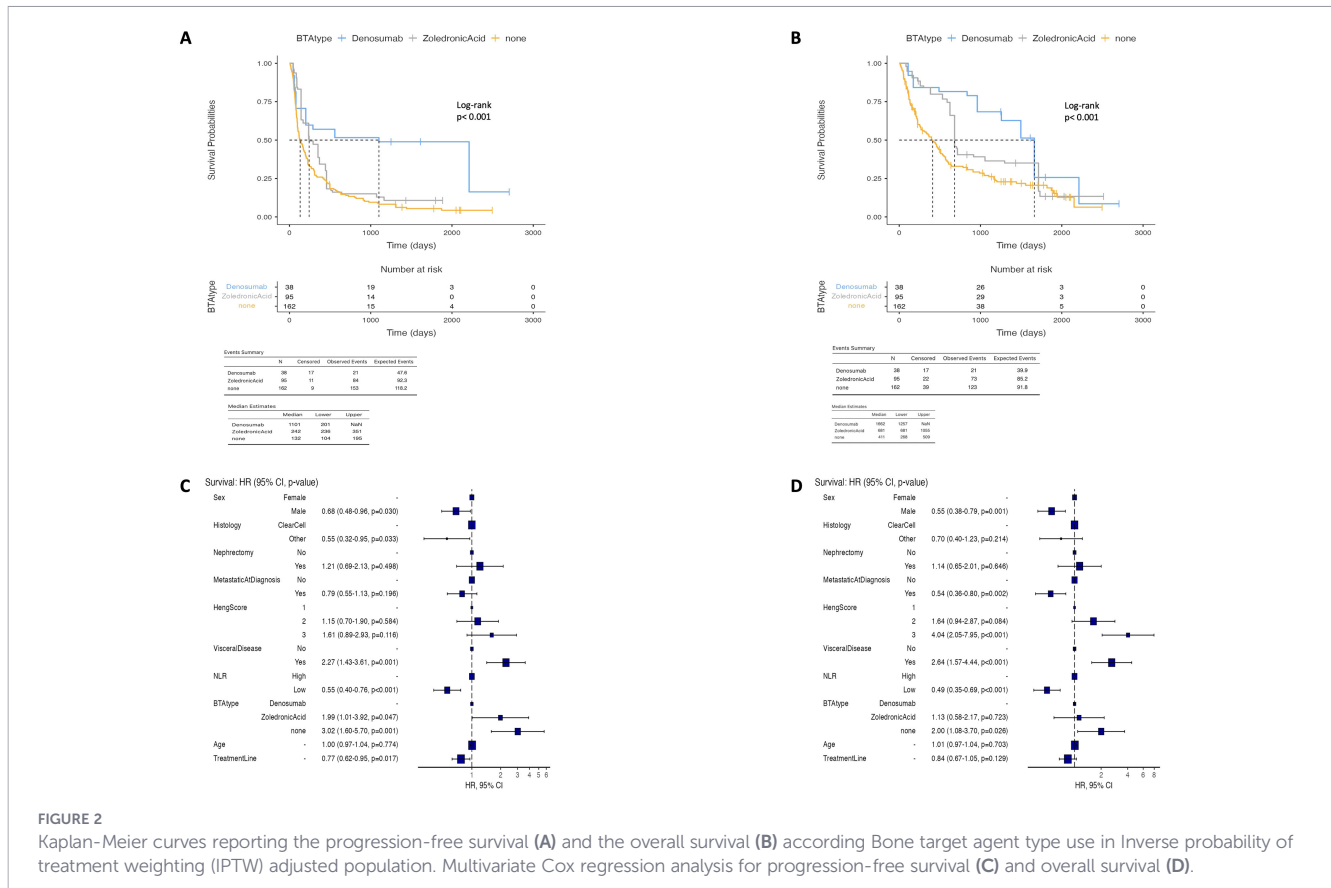 A
BTAtype Denosumab ZoledronicAcid none
1.00
0.75
0.50
0.25
0.00
Survival Probabilities
Log-rank
p< 0.001
0 1000 2000 3000
Time (days)
Number at risk
BTAtype
Denosumab 38 19 3 0
ZoledronicAcid 95 14 0 0
none 162 15 4 0
0 1000 2000 3000
Time (days)
Events Summary
N Censored Observed Events Expected Events
Denosumab 38 17 21 47.6
ZoledronicAcid 95 11 84 92.3
none 162 9 153 118.2
Median Estimates
Median Lower Upper
Denosumab 1101 201 NaN
ZoledronicAcid 242 236 351
none 132 104 195
B
BTAtype Denosumab ZoledronicAcid none
1.00
0.75
0.50
0.25
0.00
Survival Probabilities
Log-rank
p< 0.001
0 1000 2000 3000
Time (days)
Number at risk
BTAtype
Denosumab 38 26 3 0
ZoledronicAcid 95 29 3 0
none 162 38 5 0
0 1000 2000 3000
Time (days)
Events Summary
N Censored Observed Events Expected Events
Denosumab 38 17 21 39.9
ZoledronicAcid 95 22 73 85.2
none 162 39 123 91.8
Median Estimates
Median Lower Upper
Denosumab 1662 1257 NaN
ZoledronicAcid 681 661 1055
none 411 269 509
C
Survival: HR (95% CI, p-value)
Sex Female -
Male 0.68 (0.48-0.96, p=0.030)
Histology ClearCell -
Other 0.55 (0.32-0.95, p=0.033)
Nephrectomy No -
Yes 1.21 (0.69-2.13, p=0.498)
MetastaticAtDiagnosis No -
Yes 0.79 (0.55-1.13, p=0.196)
HengScore 1 -
2 1.15 (0.70-1.90, p=0.584)
3 1.61 (0.89-2.93, p=0.116)
VisceralDisease No -
Yes 2.27 (1.43-3.61, p=0.001)
NLR High -
Low 0.55 (0.40-0.76, p<0.001)
BTAtype Denosumab -
ZoledronicAcid 1.99 (1.01-3.92, p=0.047)
none 3.02 (1.60-5.70, p=0.001)
Age - 1.00 (0.97-1.04, p=0.774)
TreatmentLine - 0.77 (0.62-0.95, p=0.017)
1 2 3 4 5 6
HR, 95% CI
D
Survival: HR (95% CI, p-value)
Sex Female -
Male 0.55 (0.38-0.79, p=0.001)
Histology ClearCell -
Other 0.70 (0.40-1.23, p=0.214)
Nephrectomy No -
Yes 1.14 (0.65-2.01, p=0.646)
MetastaticAtDiagnosis No -
Yes 0.54 (0.36-0.80, p=0.002)
HengScore 1 -
2 1.64 (0.94-2.87, p=0.084)
3 4.04 (2.05-7.95, p<0.001)
VisceralDisease No -
Yes 2.64 (1.57-4.44, p<0.001)
NLR High -
Low 0.49 (0.35-0.69, p<0.001)
BTAtype Denosumab -
ZoledronicAcid 1.13 (0.58-2.17, p=0.723)
none 2.00 (1.08-3.70, p=0.026)
Age - 1.01 (0.97-1.04, p=0.703)
TreatmentLine - 0.84 (0.67-1.05, p=0.129)
2 4 8
HR, 95% CI
FIGURE 2
Kaplan-Meier curves reporting the progression-free survival (A) and the overall survival (B) according Bone target agent type use in Inverse probability of
treatment weighting (IPTW) adjusted population. Multivariate Cox regression analysis for progression-free survival (C) and overall survival (D).